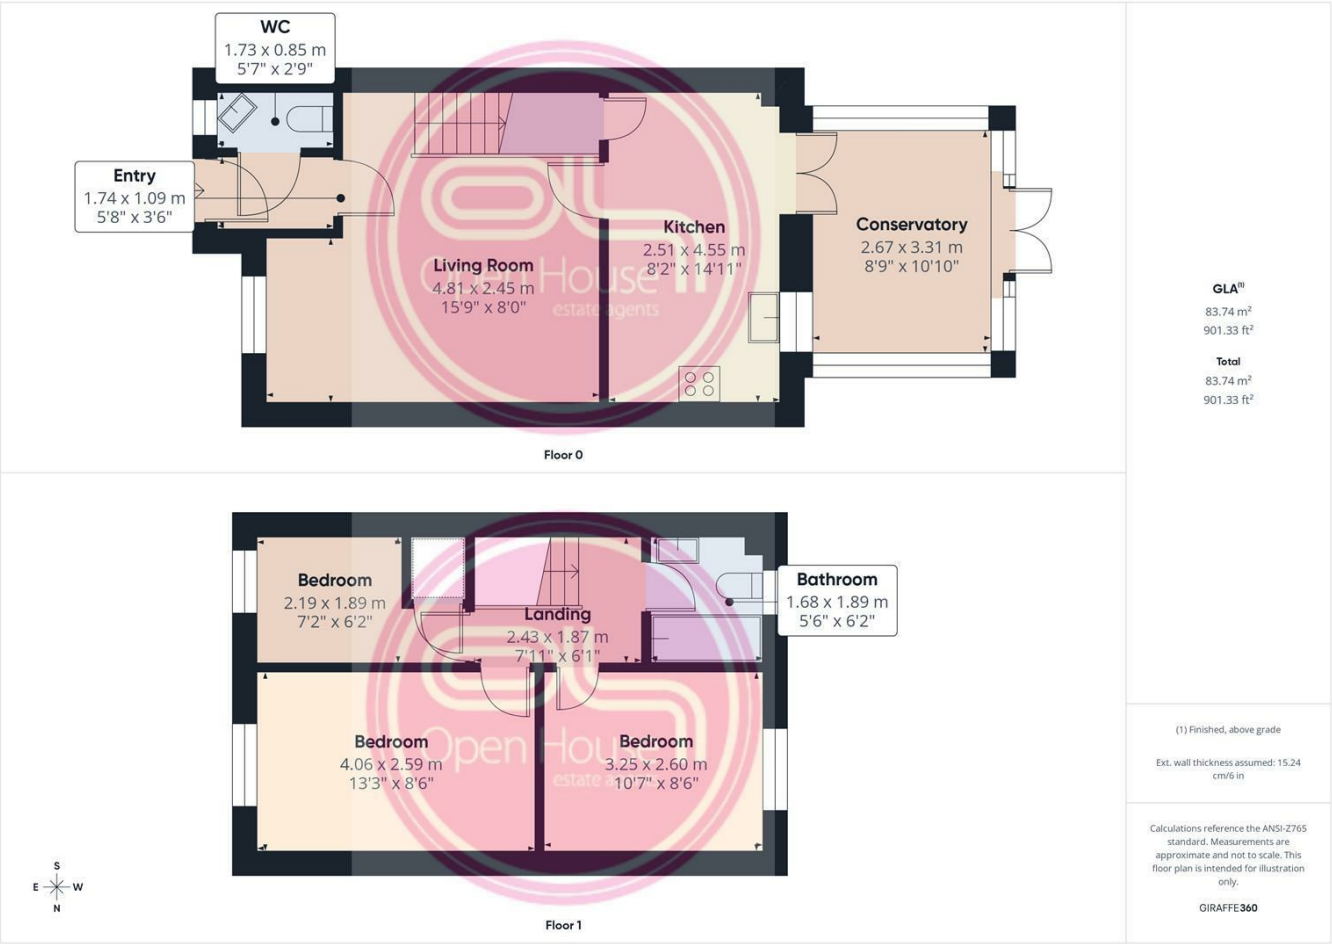 WC
1.73 x 0.85 m
5'7" x 2'9"
Entry
1.74 x 1.09 m
5'8" x 3'6"
Living Room
4.81 x 2.45 m
15'9" x 8'0"
Kitchen
2.51 x 4.55 m
8'2" x 14'11"
Conservatory
2.67 x 3.31 m
8'9" x 10'10"
Open House
estate agents
Floor 0
Bedroom
2.19 x 1.89 m
7'2" x 6'2"
Landing
2.43 x 1.87 m
7'11" x 6'1"
Bathroom
1.68 x 1.89 m
5'6" x 6'2"
Bedroom
4.06 x 2.59 m
13'3" x 8'6"
Bedroom
3.25 x 2.60 m
10'7" x 8'6"
Open House
estate agents
Floor 1
S
E W
N
GLA(1)
83.74 m²
901.33 ft²
Total
83.74 m²
901.33 ft²
(1) Finished, above grade
Ext. wall thickness assumed: 15.24
cm/6 in
Calculations reference the ANSI-Z765
standard. Measurements are
approximate and not to scale. This
floor plan is intended for illustration
only.
GIRAFFE360